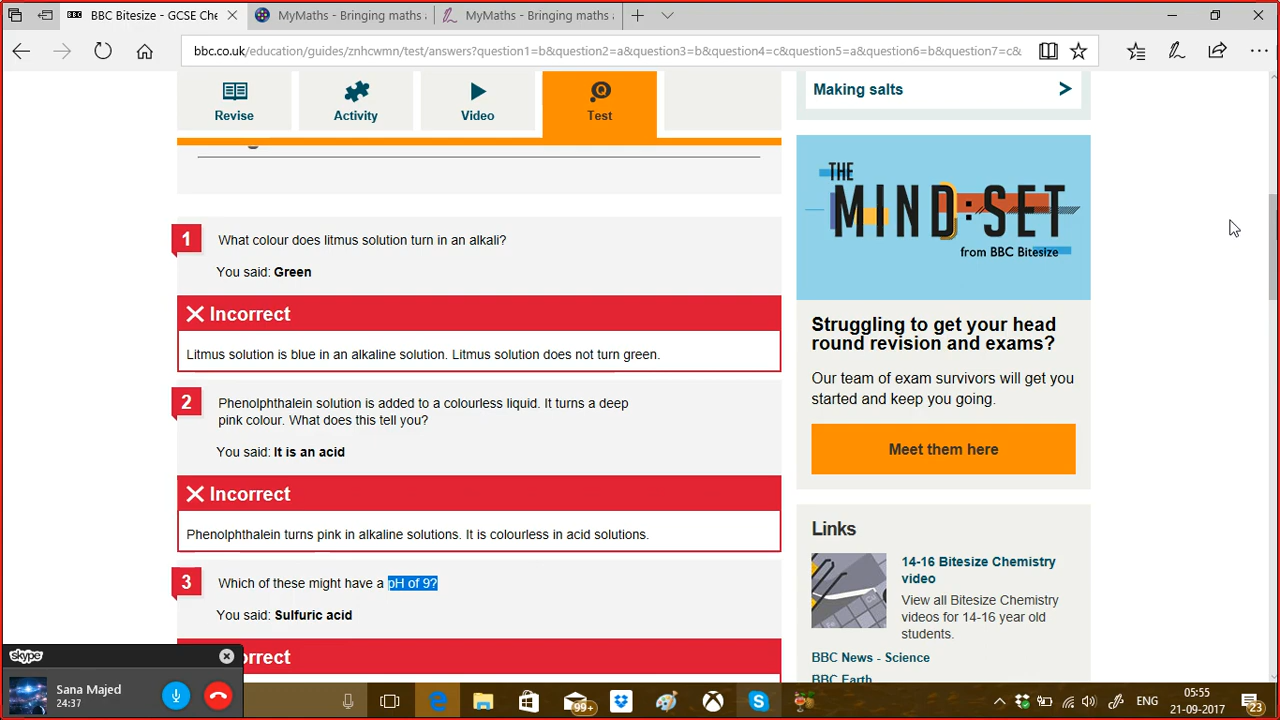 BBC Bitesize - GCSE Che
MyMaths - Bringing maths a
MyMaths - Bringing maths
bbc.co.uk/education/guides/znhcwmn/test/answers?question1=b&question2=a&question3=b&question4=c&question5=a&question6=b&question7=c&
Revise
Activity
Video
Test
Making salts
THE
MIND·SET
from BBC Bitesize
1
What colour does litmus solution turn in an alkali?
You said: Green
Incorrect
Litmus solution is blue in an alkaline solution. Litmus solution does not turn green.
2
Phenolphthalein solution is added to a colourless liquid. It turns a deep
pink colour. What does this tell you?
You said: It is an acid
Incorrect
Phenolphthalein turns pink in alkaline solutions. It is colourless in acid solutions.
3
Which of these might have a pH of 9?
You said: Sulfuric acid
orrect
Struggling to get your head
round revision and exams?
Our team of exam survivors will get you
started and keep you going.
Meet them here
Links
14-16 Bitesize Chemistry
video
View all Bitesize Chemistry
videos for 14-16 year old
students.
BBC News - Science
BBC Earth
skype
Sana Majed
24:37
99+
ENG
05:55
21-09-2017
23